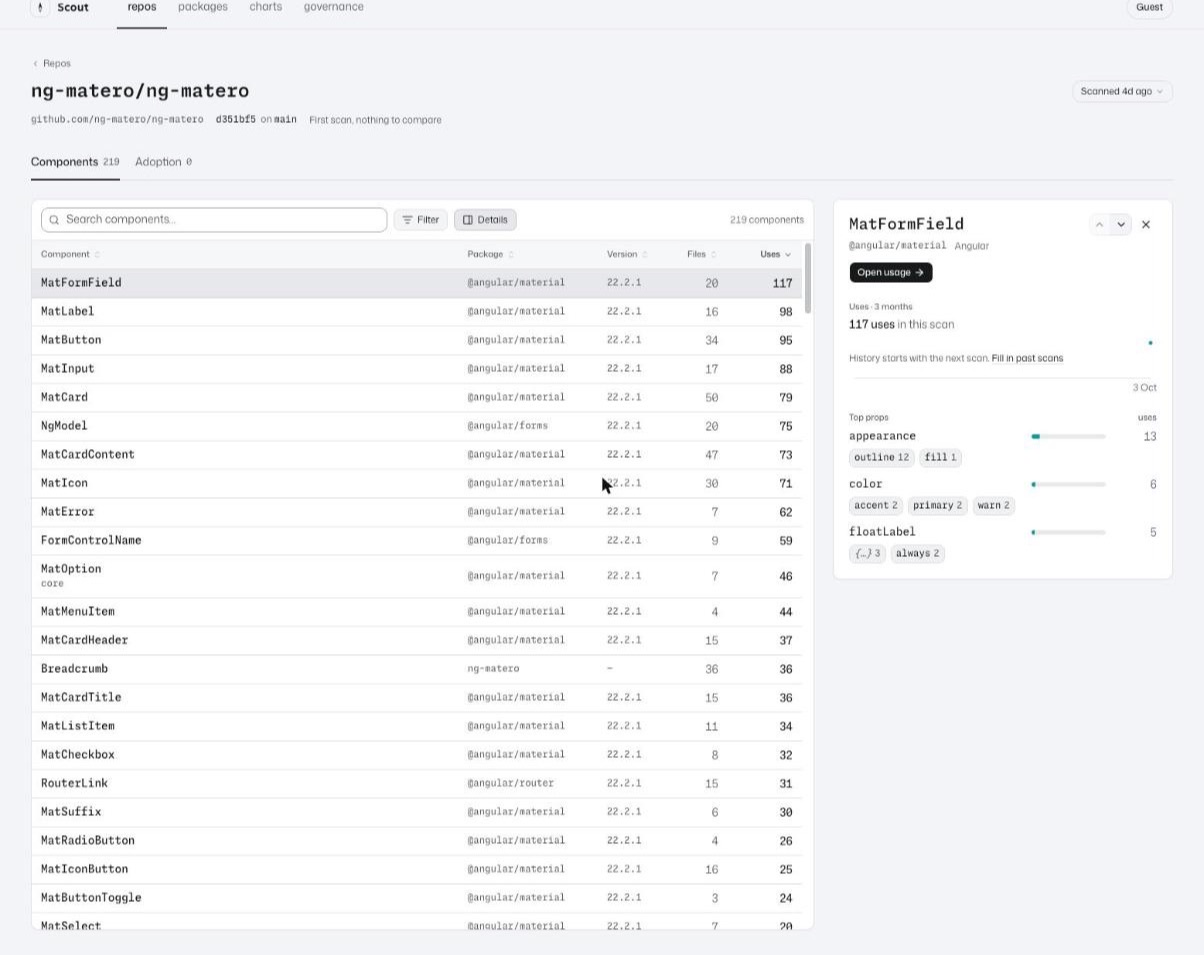 Scout repos packages charts governance Guest
‹ Repos
ng-matero/ng-matero
Scanned 4d ago
github.com/ng-matero/ng-matero d351bf5 on main First scan, nothing to compare
Components 219 Adoption 0
Search components… Filter Details 219 components
Component Package Version Files Uses
MatFormField @angular/material 22.2.1 20 117
MatLabel @angular/material 22.2.1 16 98
MatButton @angular/material 22.2.1 34 95
MatInput @angular/material 22.2.1 17 88
MatCard @angular/material 22.2.1 50 79
NgModel @angular/forms 22.2.1 20 75
MatCardContent @angular/material 22.2.1 47 73
MatIcon @angular/material 22.2.1 30 71
MatError @angular/material 22.2.1 7 62
FormControlName @angular/forms 22.2.1 9 59
MatOption @angular/material 22.2.1 7 46
core
MatMenuItem @angular/material 22.2.1 4 44
MatCardHeader @angular/material 22.2.1 15 37
Breadcrumb ng-matero – 36 36
MatCardTitle @angular/material 22.2.1 15 36
MatListItem @angular/material 22.2.1 11 34
MatCheckbox @angular/material 22.2.1 8 32
RouterLink @angular/router 22.2.1 15 31
MatSuffix @angular/material 22.2.1 6 30
MatRadioButton @angular/material 22.2.1 4 26
MatIconButton @angular/material 22.2.1 16 25
MatButtonToggle @angular/material 22.2.1 3 24
MatSelect @angular/material 22.2.1 7 20
MatFormField
@angular/material Angular
Open usage →
Uses · 3 months
117 uses in this scan
History starts with the next scan. Fill in past scans
3 Oct
Top props uses
appearance 13
outline 12 fill 1
color 6
accent 2 primary 2 warn 2
floatLabel 5
{…} 3 always 2